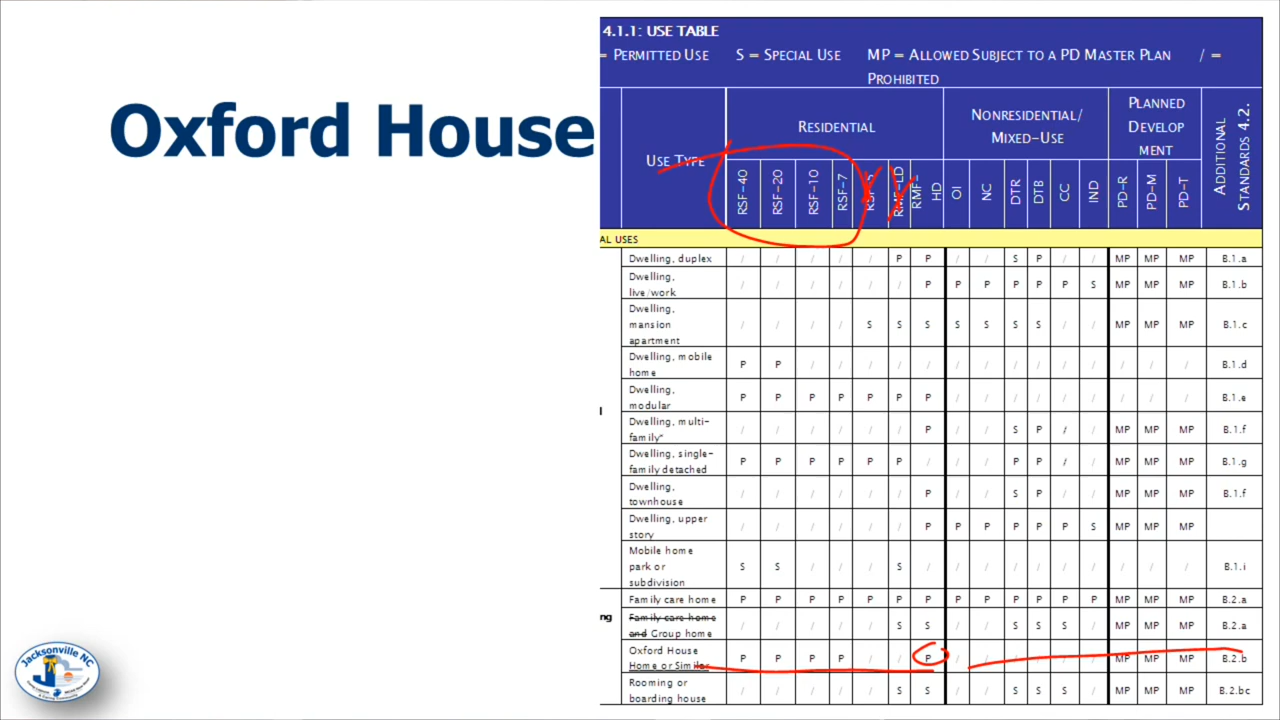 Oxford House
4.1.1: USE TABLE
= PERMITTED USE S = SPECIAL USE MP = ALLOWED SUBJECT TO A PD MASTER PLAN / =
PROHIBITED
USE TYPE
RESIDENTIAL
NONRESIDENTIAL/
MIXED-USE
PLANNED
DEVELOP
MENT
ADDITIONAL
STANDARDS 4.2.
RSF-40 RSF-20 RSF-10 RSF-7 RSF-5 RMF-LD RMF-HD OI NC DTR DTB CC IND PD-R PD-M PD-T
AL USES
Dwelling, duplex / / / / / P P / / S P / / MP MP MP B.1.a
Dwelling,
live/work / / / / / / P P P P P P S MP MP MP B.1.b
Dwelling,
mansion
apartment / / / / S S S S S S S / / MP MP MP B.1.c
Dwelling, mobile
home P P / / / / / / / / / / / / / / B.1.d
l
Dwelling,
modular P P P P P P P / / / / / / / / / B.1.e
Dwelling, multi-
family* / / / / / / P / / S P / / MP MP MP B.1.f
Dwelling, single-
family detached P P P P P P / / / P P / / MP MP MP B.1.g
Dwelling,
townhouse / / / / / / P / / S P / / MP MP MP B.1.f
Dwelling, upper
story / / / / / / P P P P P P S MP MP MP
Mobile home
park or
subdivision S S / / / S / / / / / / / / / / B.1.i
Family care home P P P P P P P P P P P P P MP MP MP B.2.a
ng
Family care home
and Group home / / / / / S S / / S S S / MP MP MP B.2.a
Oxford House
Home or Similar P P P P / / P / / / / / / MP MP MP B.2.b
Rooming or
boarding house / / / / / S S / / S S S / MP MP MP B.2.bc
Jacksonville NC